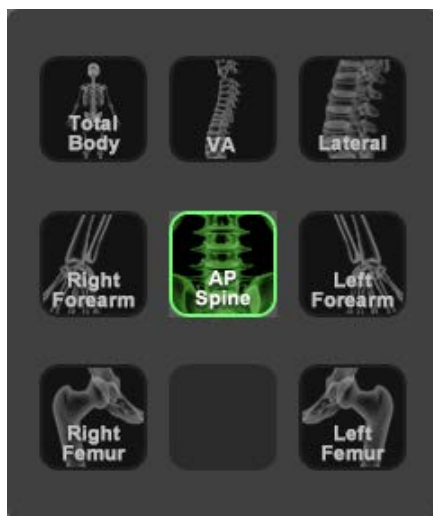 Total
Body
VA
Lateral
Right
Forearm
AP
Spine
Left
Forearm
Right
Femur
Left
Femur